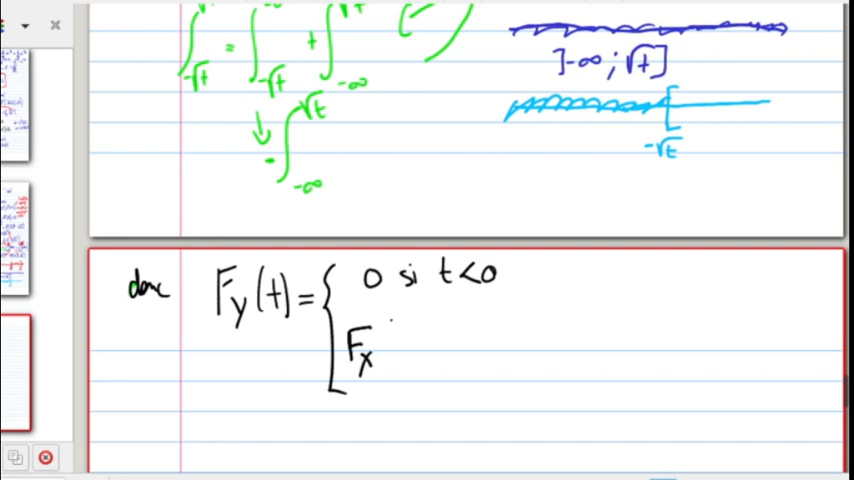 ∫_{-√t} = ∫_{-√t}^{-∞} + ∫_{-∞}^{√t}
]-∞ ; √t]
-∫_{-∞}^{√t}
-√t
donc F_Y(t) = { 0 si t<0
F_X